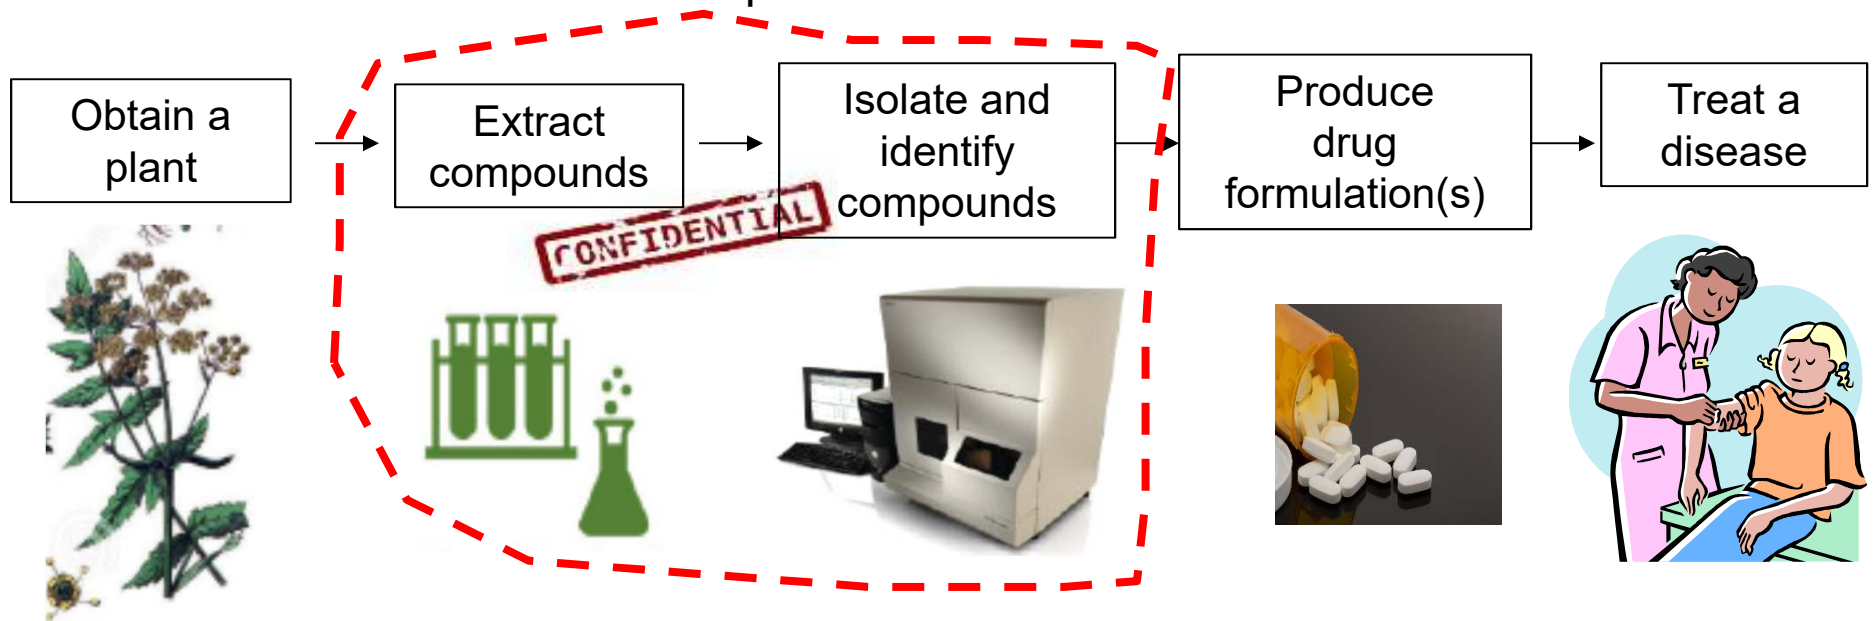 Obtain a
plant
Extract
compounds
Isolate and
identify
compounds
Produce
drug
formulation(s)
Treat a
disease
CONFIDENTIAL